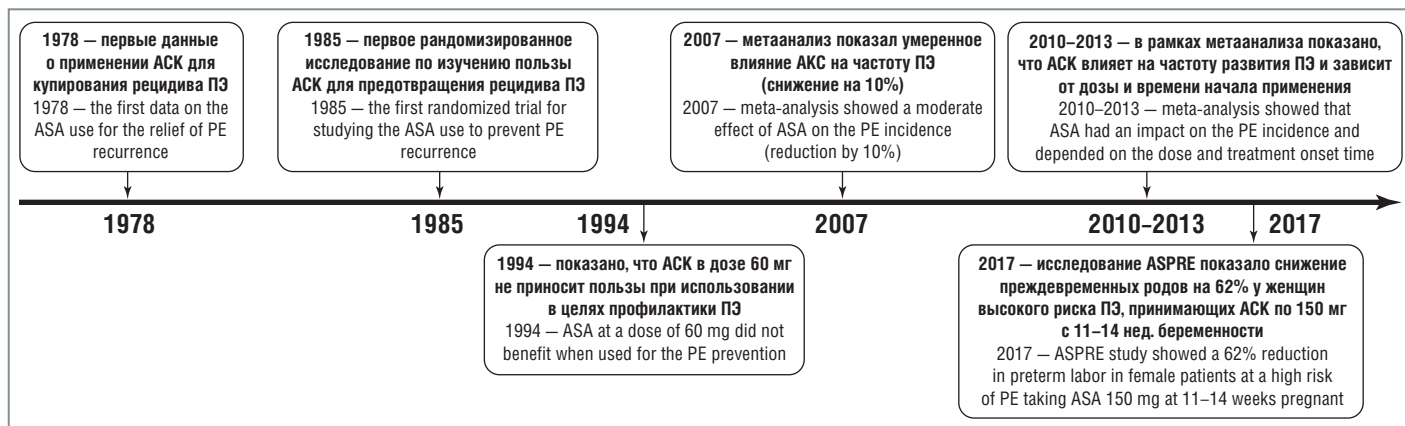 1978 — первые данные
о применении АСК для
купирования рецидива ПЭ
1978 — the first data on the
ASA use for the relief of PE
recurrence
1985 — первое рандомизированное
исследование по изучению пользы
АСК для предотвращения рецидива ПЭ
1985 — the first randomized trial for
studying the ASA use to prevent PE
recurrence
2007 — метаанализ показал умеренное
влияние АКС на частоту ПЭ
(снижение на 10%)
2007 — meta-analysis showed a moderate
effect of ASA on the PE incidence
(reduction by 10%)
2010–2013 — в рамках метаанализа показано,
что АСК влияет на частоту развития ПЭ и зависит
от дозы и времени начала применения
2010–2013 — meta-analysis showed that
ASA had an impact on the PE incidence and
depended on the dose and treatment onset time
1978
1985
1994
2007
2010–2013
2017
1994 — показано, что АСК в дозе 60 мг
не приносит пользы при использовании
в целях профилактики ПЭ
1994 — ASA at a dose of 60 mg did not
benefit when used for the PE prevention
2017 — исследование ASPRE показало снижение
преждевременных родов на 62% у женщин
высокого риска ПЭ, принимающих АСК по 150 мг
с 11–14 нед. беременности
2017 — ASPRE study showed a 62% reduction
in preterm labor in female patients at a high risk
of PE taking ASA 150 mg at 11–14 weeks pregnant